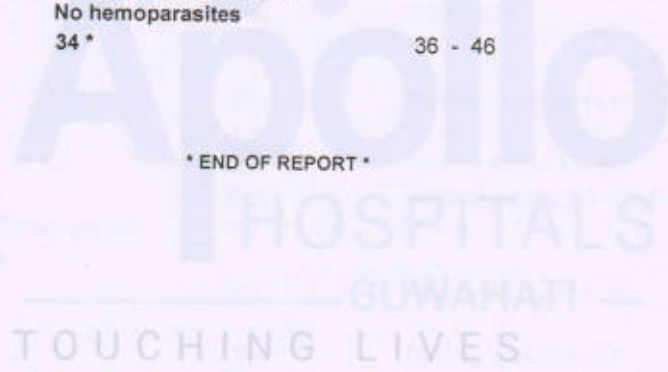 No hemoparasites
34 * 36 - 46
* END OF REPORT *
Apollo
HOSPITALS
GUWAHATI
TOUCHING LIVES